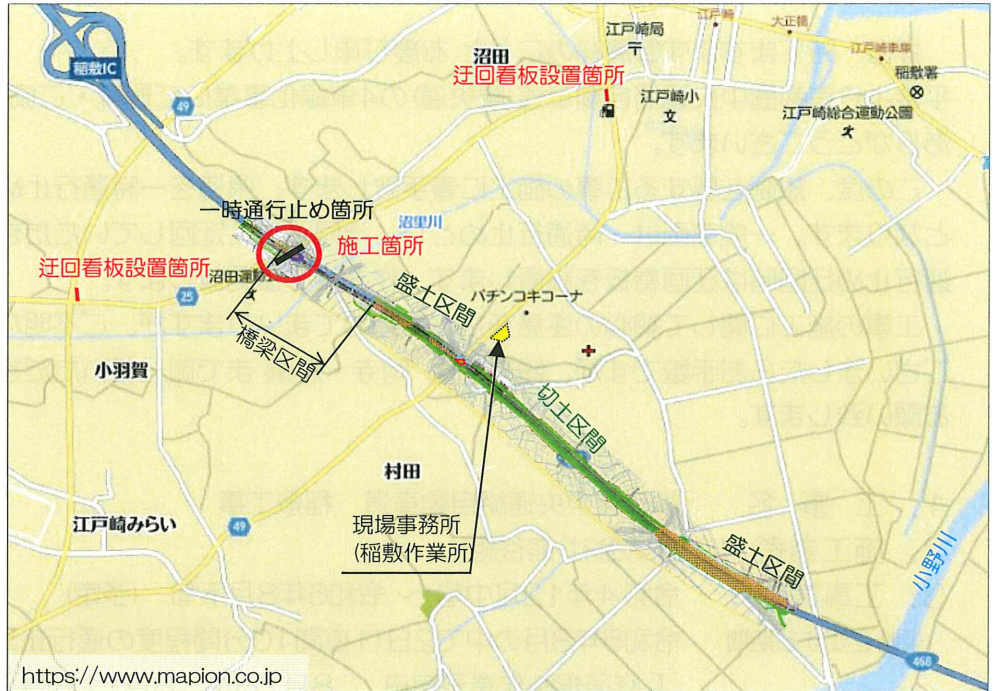 江戸崎局
江戸崎
大正橋
沼田
江戸崎車庫
稲敷IC
迂回看板設置箇所
稲敷署
49
江戸崎小
文
江戸崎総合運動公園
一時通行止め箇所
沼里川
施工箇所
迂回看板設置箇所
沼田運動
25
盛土区間
パチンコキコーナ
橋梁区間
小羽賀
切土区間
村田
江戸崎みらい
49
現場事務所
(稲敷作業所)
盛土区間
小野川
468
https://www.mapion.co.jp